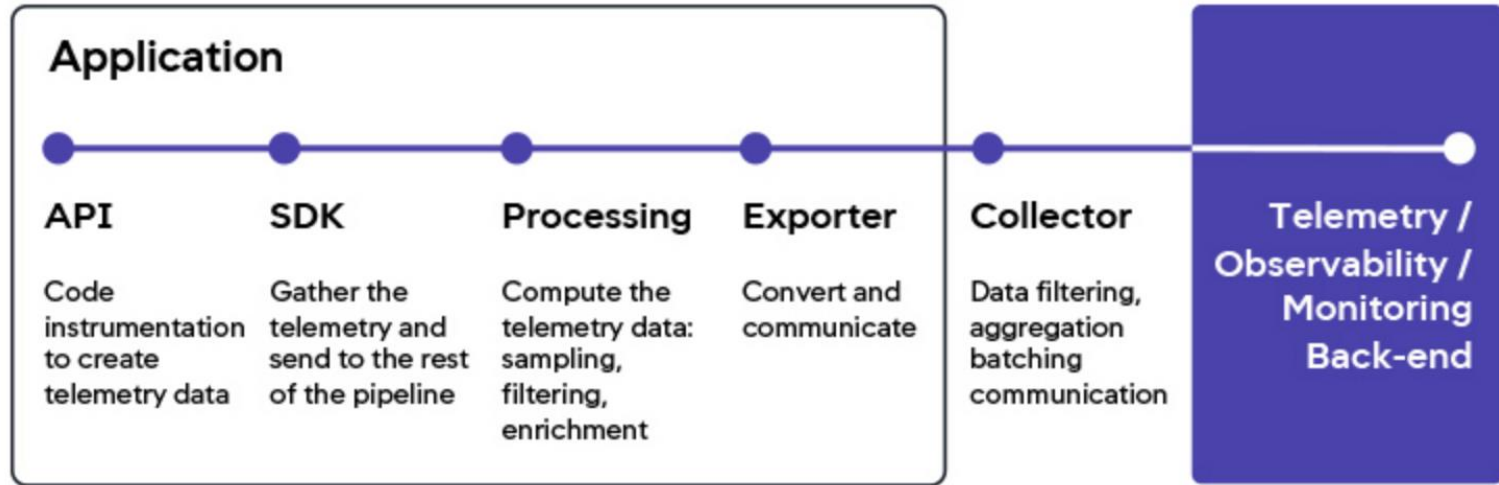 Application
API
Code
instrumentation
to create
telemetry data
SDK
Gather the
telemetry and
send to the rest
of the pipeline
Processing
Compute the
telemetry data:
sampling,
filtering,
enrichment
Exporter
Convert and
communicate
Collector
Data filtering,
aggregation
batching
communication
Telemetry /
Observability /
Monitoring
Back-end